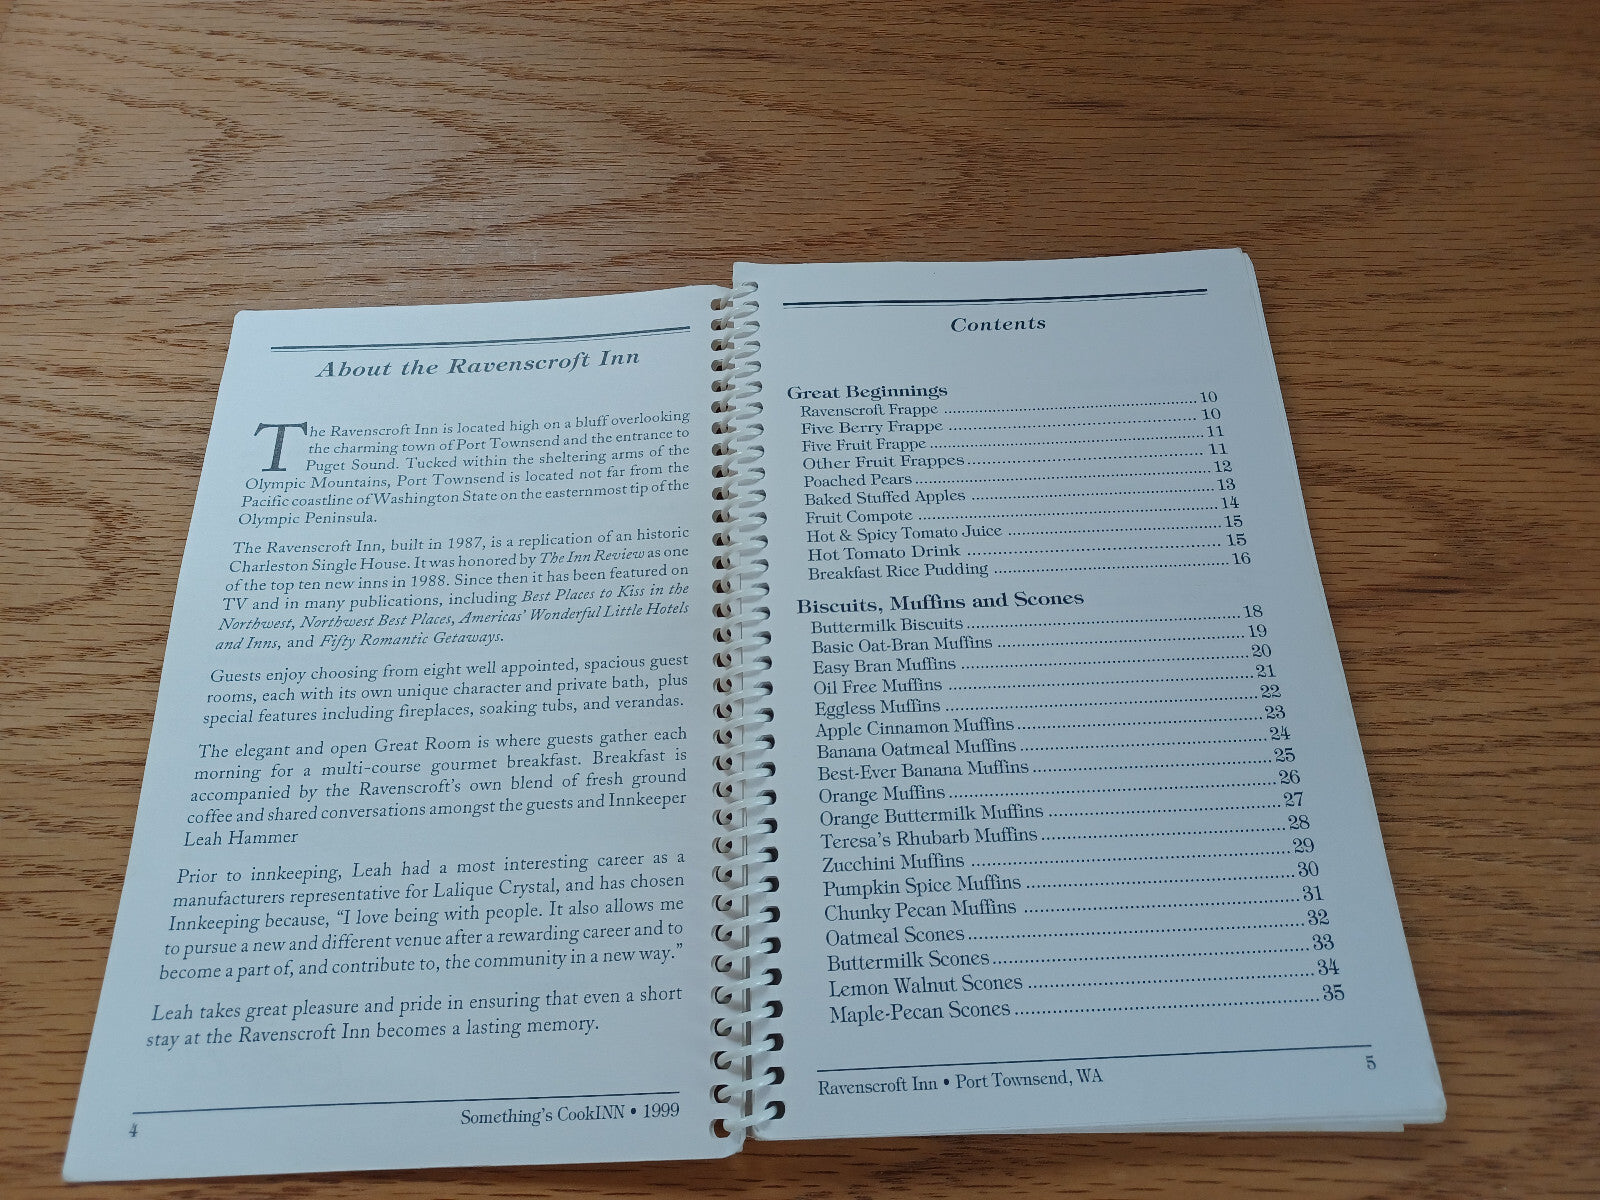 About the Ravenscroft Inn
The Ravenscroft Inn is located high on a bluff overlooking
the charming town of Port Townsend and the entrance to
Puget Sound. Tucked within the sheltering arms of the
Olympic Mountains, Port Townsend is located not far from the
Pacific coastline of Washington State on the easternmost tip of the
Olympic Peninsula.
The Ravenscroft Inn, built in 1987, is a replication of an historic
Charleston Single House. It was honored by The Inn Review as one
of the top ten new inns in 1988. Since then it has been featured on
TV and in many publications, including Best Places to Kiss in the
Northwest, Northwest Best Places, Americas' Wonderful Little Hotels
and Inns, and Fifty Romantic Getaways.
Guests enjoy choosing from eight well appointed, spacious guest
rooms, each with its own unique character and private bath, plus
special features including fireplaces, soaking tubs, and verandas.
The elegant and open Great Room is where guests gather each
morning for a multi-course gourmet breakfast. Breakfast is
accompanied by the Ravenscroft's own blend of fresh ground
coffee and shared conversations amongst the guests and Innkeeper
Leah Hammer
Prior to innkeeping, Leah had a most interesting career as a
manufacturers representative for Lalique Crystal, and has chosen
Innkeeping because, “I love being with people. It also allows me
to pursue a new and different venue after a rewarding career and to
become a part of, and contribute to, the community in a new way.”
Leah takes great pleasure and pride in ensuring that even a short
stay at the Ravenscroft Inn becomes a lasting memory.
Something's CookINN • 1999
4
Contents
Great Beginnings
Ravenscroft Frappe ........ 10
Five Berry Frappe ........ 10
Five Fruit Frappe ........ 11
Other Fruit Frappes ........ 11
Poached Pears ........ 12
Baked Stuffed Apples ........ 13
Fruit Compote ........ 14
Hot & Spicy Tomato Juice ........ 15
Hot Tomato Drink ........ 15
Breakfast Rice Pudding ........ 16
Biscuits, Muffins and Scones
Buttermilk Biscuits ........ 18
Basic Oat-Bran Muffins ........ 19
Easy Bran Muffins ........ 20
Oil Free Muffins ........ 21
Eggless Muffins ........ 22
Apple Cinnamon Muffins ........ 23
Banana Oatmeal Muffins ........ 24
Best-Ever Banana Muffins ........ 25
Orange Muffins ........ 26
Orange Buttermilk Muffins ........ 27
Teresa's Rhubarb Muffins ........ 28
Zucchini Muffins ........ 29
Pumpkin Spice Muffins ........ 30
Chunky Pecan Muffins ........ 31
Oatmeal Scones ........ 32
Buttermilk Scones ........ 33
Lemon Walnut Scones ........ 34
Maple-Pecan Scones ........ 35
Ravenscroft Inn • Port Townsend, WA
5